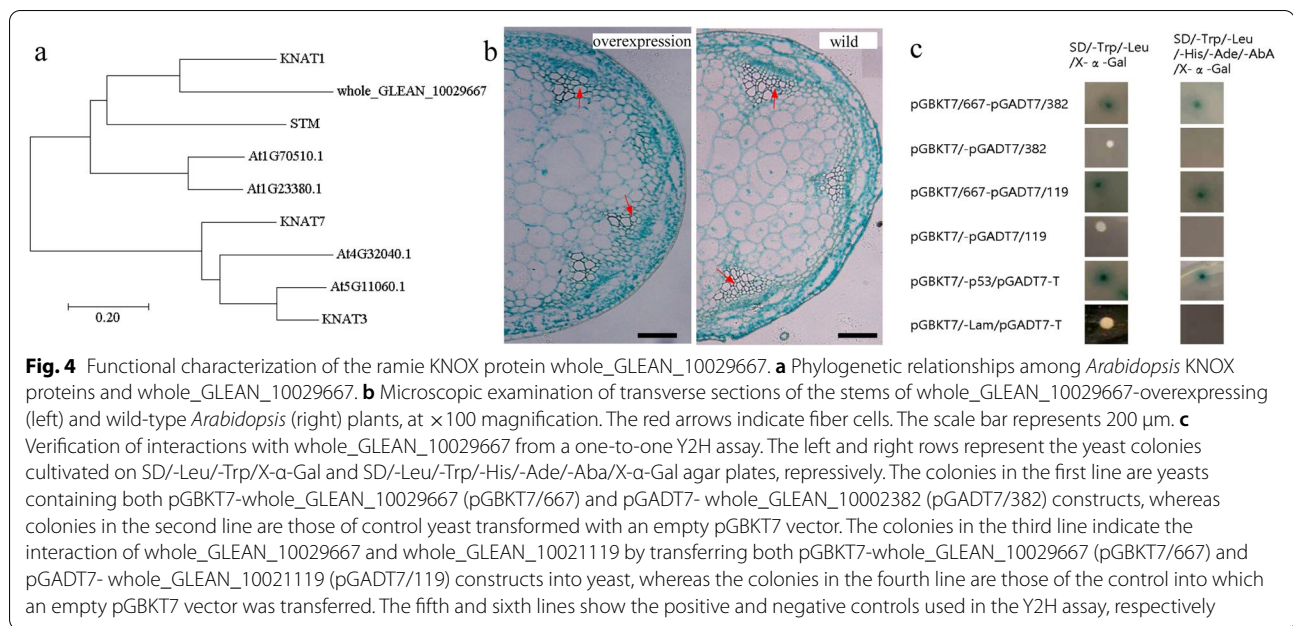 a
KNAT1
whole_GLEAN_10029667
STM
At1G70510.1
At1G23380.1
KNAT7
At4G32040.1
At5G11060.1
KNAT3
0.20
b
overexpression
wild
c
SD/-Trp/-Leu
/X- α -Gal
SD/-Trp/-Leu
/-His/-Ade/-AbA
/X- α -Gal
pGBKT7/667-pGADT7/382
pGBKT7/-pGADT7/382
pGBKT7/667-pGADT7/119
pGBKT7/-pGADT7/119
pGBKT7/-p53/pGADT7-T
pGBKT7/-Lam/pGADT7-T
Fig. 4 Functional characterization of the ramie KNOX protein whole_GLEAN_10029667. a Phylogenetic relationships among Arabidopsis KNOX
proteins and whole_GLEAN_10029667. b Microscopic examination of transverse sections of the stems of whole_GLEAN_10029667-overexpressing
(left) and wild-type Arabidopsis (right) plants, at ×100 magnification. The red arrows indicate fiber cells. The scale bar represents 200 μm. c
Verification of interactions with whole_GLEAN_10029667 from a one-to-one Y2H assay. The left and right rows represent the yeast colonies
cultivated on SD/-Leu/-Trp/X-α-Gal and SD/-Leu/-Trp/-His/-Ade/-Aba/X-α-Gal agar plates, repressively. The colonies in the first line are yeasts
containing both pGBKT7-whole_GLEAN_10029667 (pGBKT7/667) and pGADT7- whole_GLEAN_10002382 (pGADT7/382) constructs, whereas
colonies in the second line are those of control yeast transformed with an empty pGBKT7 vector. The colonies in the third line indicate the
interaction of whole_GLEAN_10029667 and whole_GLEAN_10021119 by transferring both pGBKT7-whole_GLEAN_10029667 (pGBKT7/667) and
pGADT7- whole_GLEAN_10021119 (pGADT7/119) constructs into yeast, whereas the colonies in the fourth line are those of the control into which
an empty pGBKT7 vector was transferred. The fifth and sixth lines show the positive and negative controls used in the Y2H assay, respectively